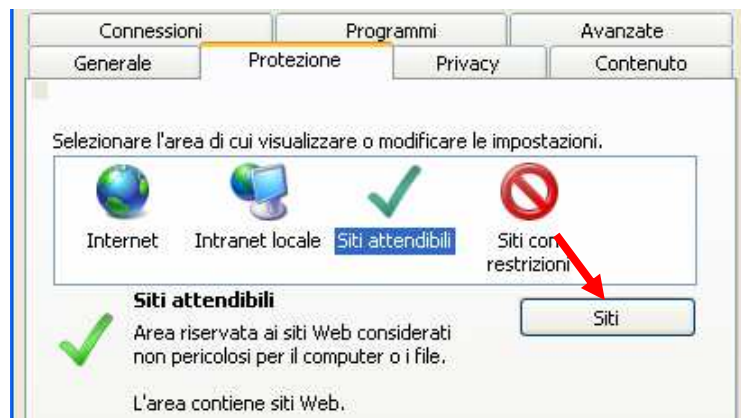 Connessioni Programmi Avanzate
Generale Protezione Privacy Contenuto
Selezionare l'area di cui visualizzare o modificare le impostazioni.
Internet Intranet locale Siti attendibili Siti con
restrizioni
Siti attendibili
Siti
Area riservata ai siti Web considerati
non pericolosi per il computer o i file.
L'area contiene siti Web.